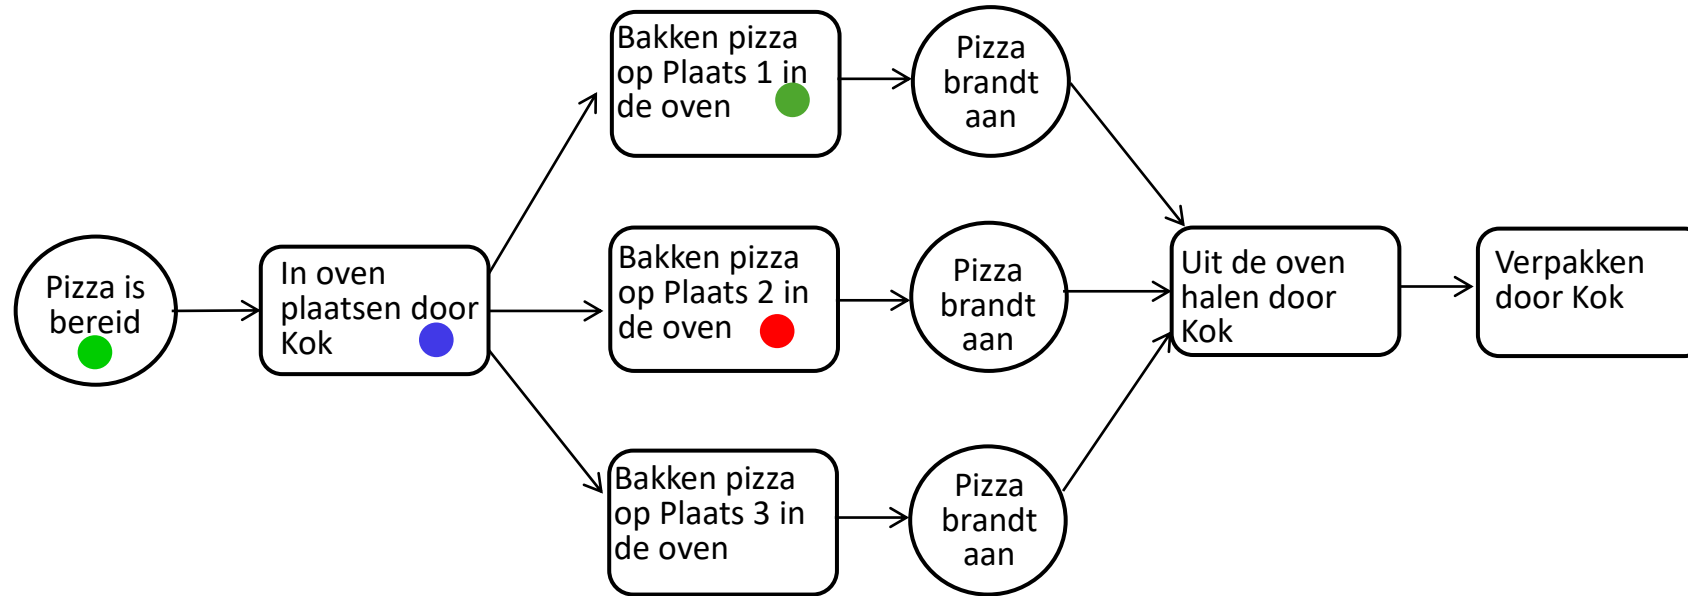 Pizza is
bereid
In oven
plaatsen door
Kok
Bakken pizza
op Plaats 1 in
de oven
Pizza
brandt
aan
Bakken pizza
op Plaats 2 in
de oven
Pizza
brandt
aan
Bakken pizza
op Plaats 3 in
de oven
Pizza
brandt
aan
Uit de oven
halen door
Kok
Verpakken
door Kok